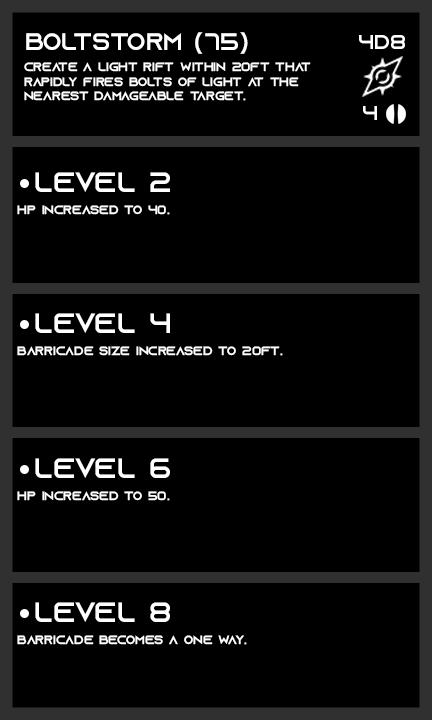 BOLTSTORM (75)
4D8
CREATE A LIGHT RIFT WITHIN 20FT THAT
RAPIDLY FIRES BOLTS OF LIGHT AT THE
NEAREST DAMAGEABLE TARGET.
4
•LEVEL 2
HP INCREASED TO 40.
•LEVEL 4
BARRICADE SIZE INCREASED TO 20FT.
•LEVEL 6
HP INCREASED TO 50.
•LEVEL 8
BARRICADE BECOMES A ONE WAY.